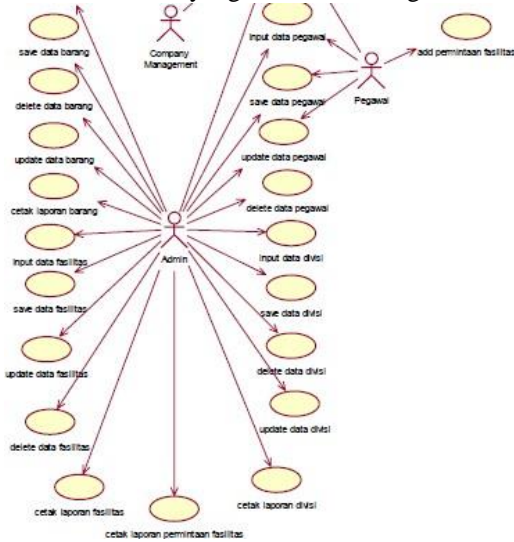 save data barang
Company
Management
input data pegawai
add permintaan fasilitas
delete data barang
save data pegawai
Pegawai
update data barang
update data pegawai
cetak laporan barang
delete data pegawai
input data fasilitas
Admin
input data divisi
save data fasilitas
save data divisi
update data fasilitas
delete data divisi
delete data fasilitas
update data divisi
cetak laporan fasilitas
cetak laporan divisi
cetak laporan permintaan fasilitas